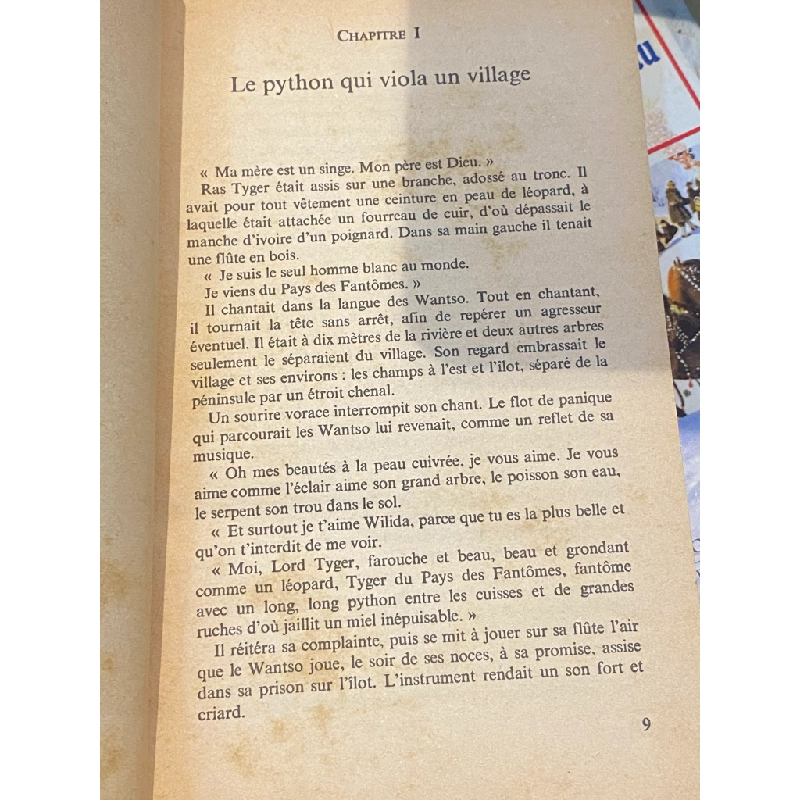 CHAPITRE I
Le python qui viola un village
« Ma mère est un singe. Mon père est Dieu. »
Ras Tyger était assis sur une branche, adossé au tronc. Il
avait pour tout vêtement une ceinture en peau de léopard, à
laquelle était attachée un fourreau de cuir, d'où dépassait le
manche d'ivoire d'un poignard. Dans sa main gauche il tenait
une flûte en bois.
« Je suis le seul homme blanc au monde.
Je viens du Pays des Fantômes. »
Il chantait dans la langue des Wantso. Tout en chantant,
il tournait la tête sans arrêt, afin de repérer un agresseur
éventuel. Il était à dix mètres de la rivière et deux autres arbres
seulement le séparaient du village. Son regard embrassait le
village et ses environs : les champs à l'est et l'îlot, séparé de la
péninsule par un étroit chenal.
Un sourire vorace interrompit son chant. Le flot de panique
qui parcourait les Wantso lui revenait, comme un reflet de sa
musique.
« Oh mes beautés à la peau cuivrée, je vous aime. Je vous
aime comme l'éclair aime son grand arbre, le poisson son eau,
le serpent son trou dans le sol.
« Et surtout je t'aime Wilida, parce que tu es la plus belle et
qu'on t'interdit de me voir.
« Moi, Lord Tyger, farouche et beau, beau et grondant
comme un léopard, Tyger du Pays des Fantômes, fantôme
avec un long, long python entre les cuisses et de grandes
ruches d'où jaillit un miel inépuisable. »
Il réitéra sa complainte, puis se mit à jouer sur sa flûte l'air
que le Wantso joue, le soir de ses noces, à sa promise, assise
dans sa prison sur l'îlot. L'instrument rendait un son fort et
criard.
9